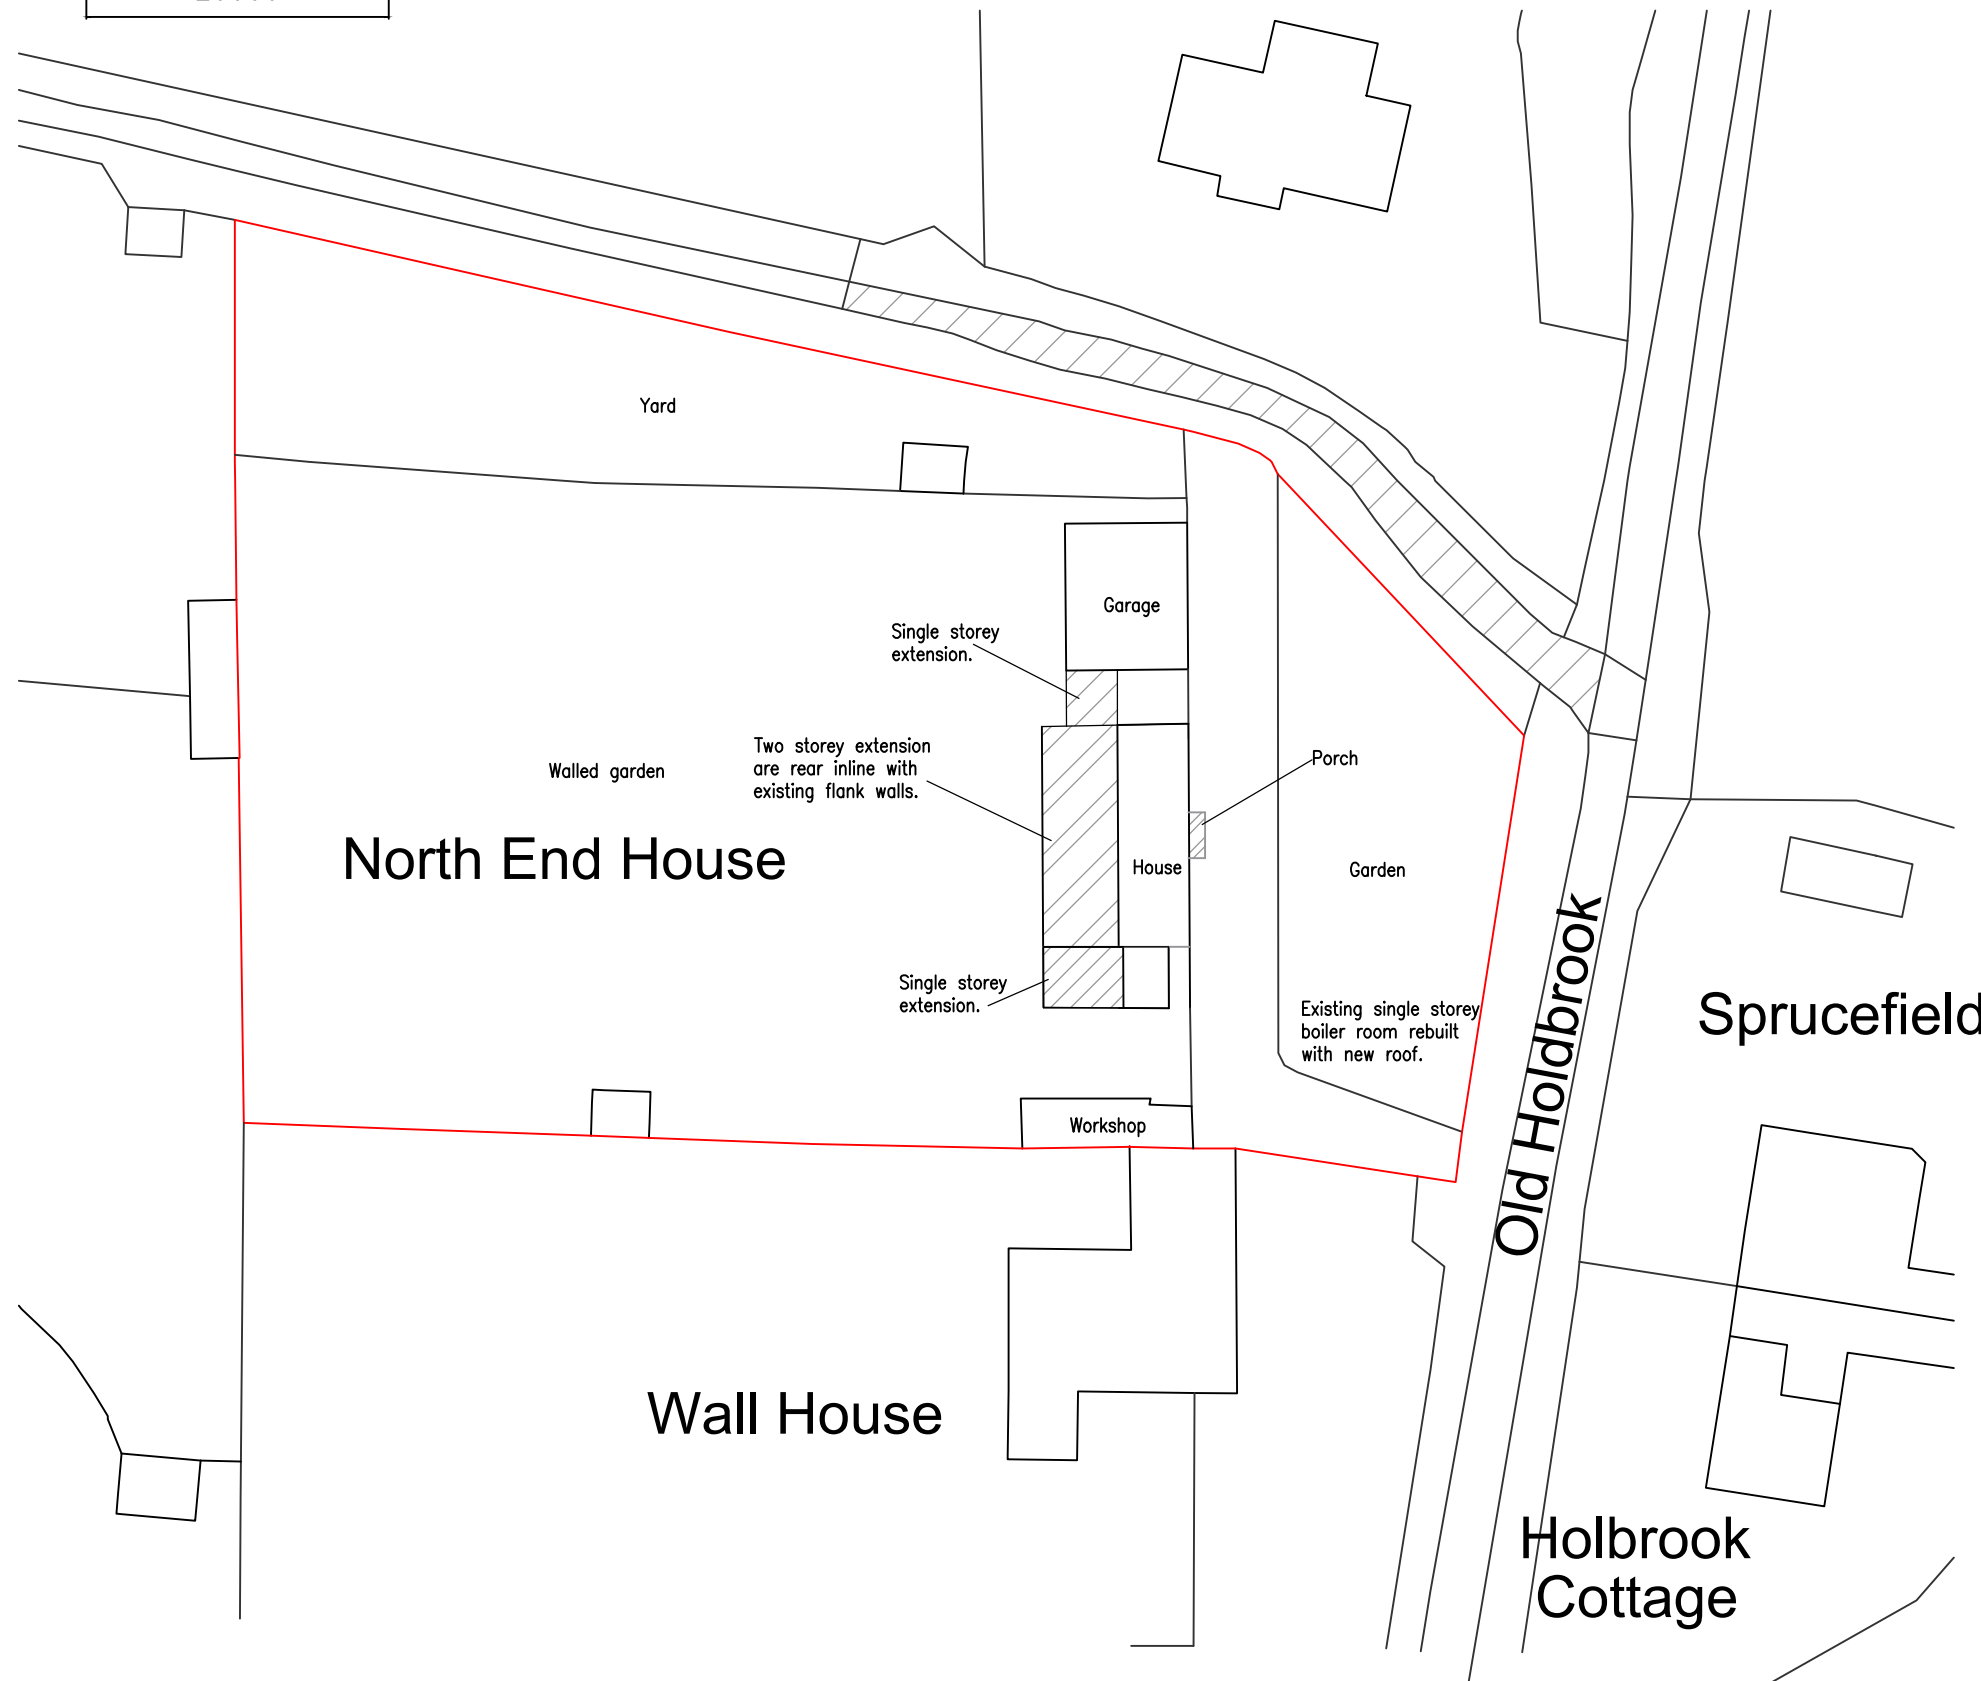 Yard
Garage
Single storey
extension.
Two storey extension
are rear inline with
existing flank walls.
Porch
Walled garden
North End House
House
Garden
Single storey
extension.
Existing single storey
boiler room rebuilt
with new roof.
Old Holdbrook
Sprucefield
Workshop
Wall House
Holbrook
Cottage